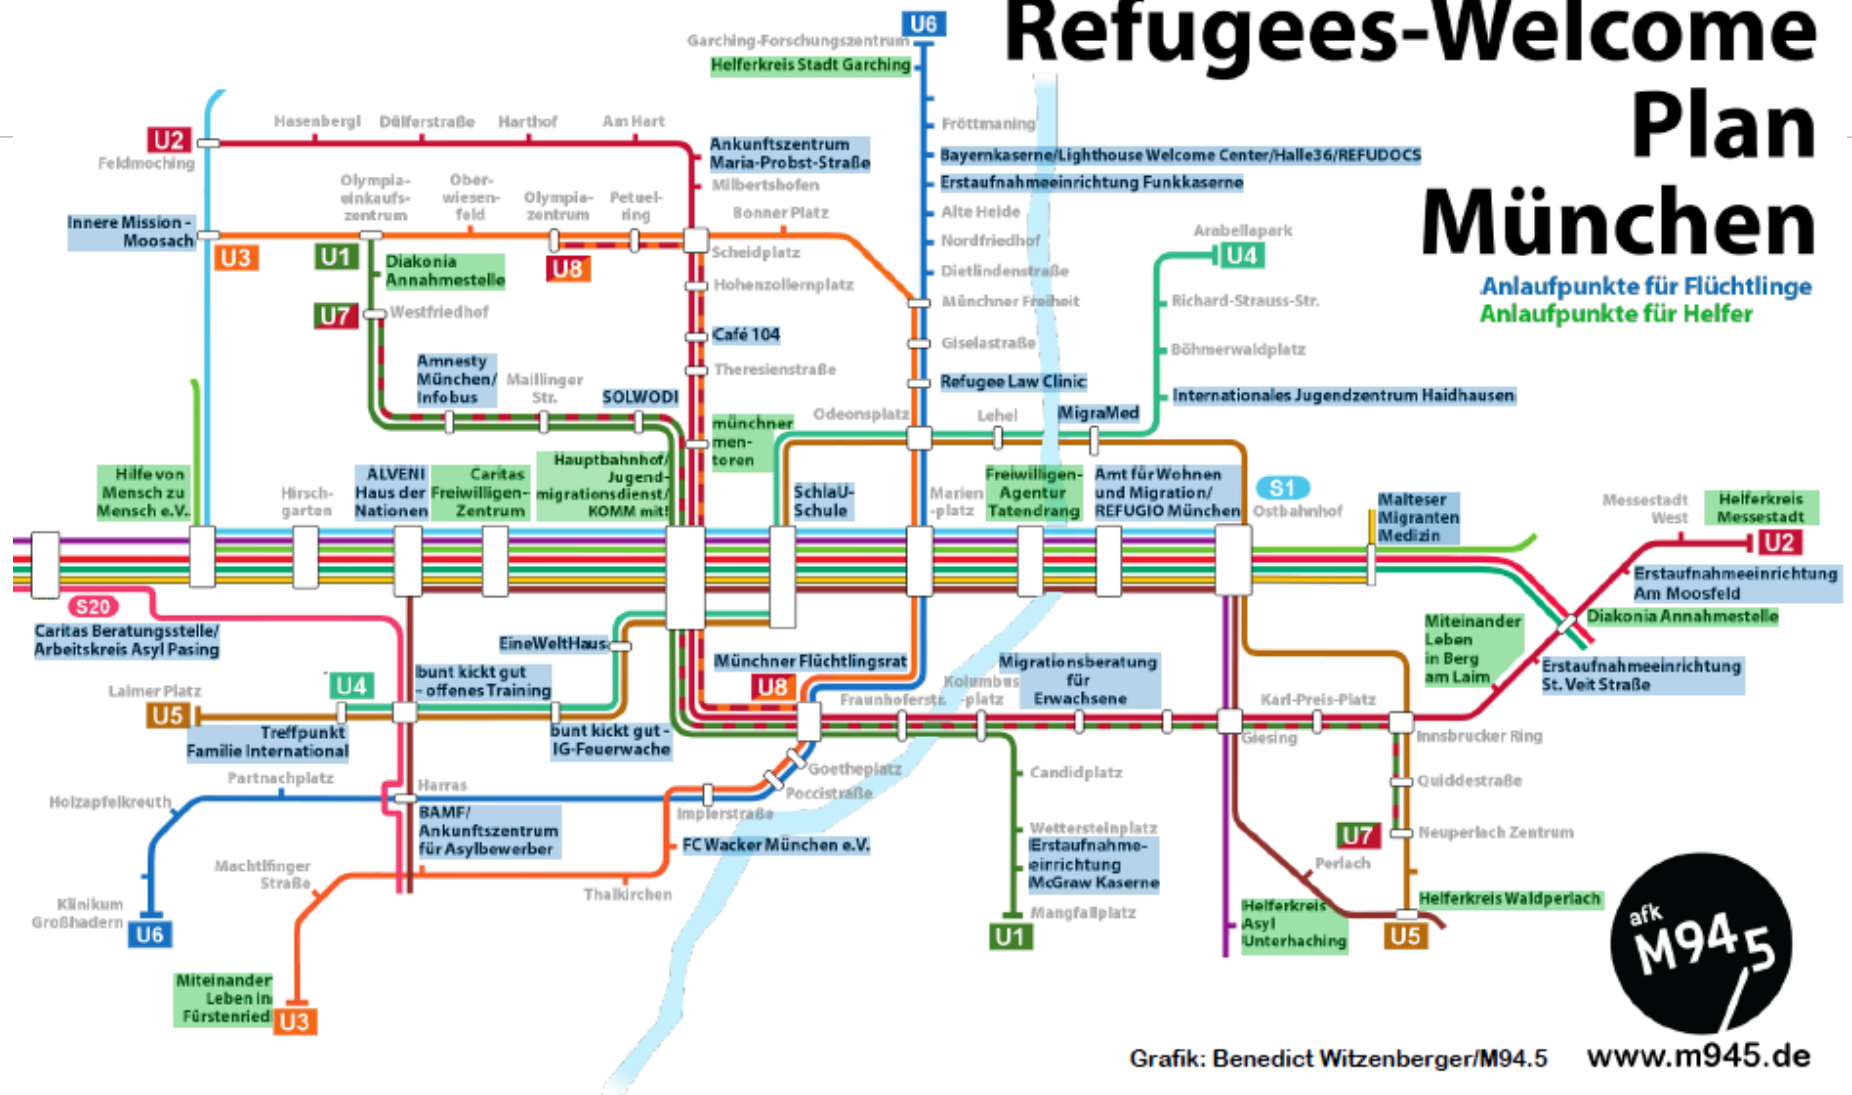 Refugees-Welcome
Plan
München
Anlaufpunkte für Flüchtlinge
Anlaufpunkte für Helfer
U6
Garching-Forschungszentrum
Helferkreis Stadt Garching
Fröttmaning
Bayernkaserne/Lighthouse Welcome Center/Halle36/REFUDOCS
Erstaufnahmeeinrichtung Funkkaserne
Alte Heide
Nordfriedhof
Dietlindenstraße
Münchner Freiheit
Giselastraße
Refugee Law Clinic
Odeonsplatz
Lehel
MigraMed
Arabellapark
U4
Richard-Strauss-Str.
Böhmerwaldplatz
Internationales Jugendzentrum Haidhausen
U2
Feldmoching
Hasenbergl
Dülferstraße
Harthof
Am Hart
Ankunftszentrum
Maria-Probst-Straße
Milbertshofen
Bonner Platz
Olympia-
einkaufs-
zentrum
Ober-
wiesen-
feld
Olympia-
zentrum
Petuel-
ring
Innere Mission -
Moosach
U3
U1
Diakonia
Annahmestelle
U8
Scheidplatz
Hohenzollernplatz
U7
Westfriedhof
Café 104
Theresienstraße
Amnesty
München/
Infobus
Maillinger
Str.
SOLWODI
münchner
men-
toren
Hilfe von
Mensch zu
Mensch e.V.
Hirsch-
garten
ALVENI
Haus der
Nationen
Caritas
Freiwilligen-
Zentrum
Hauptbahnhof/
Jugend-
migrationsdienst/
KOMM mit!
SchlaU-
Schule
Marien
-platz
Freiwilligen-
Agentur
Tatendrang
Amt für Wohnen
und Migration/
REFUGIO München
S1
Ostbahnhof
Malteser
Migranten
Medizin
Messestadt
West
Helferkreis
Messestadt
U2
Erstaufnahmeeinrichtung
Am Moosfeld
Diakonia Annahmestelle
Miteinander
Leben
in Berg
am Laim
Erstaufnahmeeinrichtung
St. Veit Straße
S20
Caritas Beratungsstelle/
Arbeitskreis Asyl Pasing
EineWeltHaus
Münchner Flüchtlingsrat
U8
bunt kickt gut
- offenes Training
Laimer Platz
U4
U5
Treffpunkt
Familie International
bunt kickt gut -
IG-Feuerwache
Fraunhoferstr.
Kolumbus
-platz
Migrationsberatung
für
Erwachsene
Karl-Preis-Platz
Giesing
Innsbrucker Ring
Partnachplatz
Harras
Holzapfelkreuth
Goetheplatz
Poccistraße
Implerstraße
Candidplatz
Quiddestraße
BAMF/
Ankunftszentrum
für Asylbewerber
FC Wacker München e.V.
Wettersteinplatz
Erstaufnahme-
einrichtung
McGraw Kaserne
U7
Neuperlach Zentrum
Perlach
Machtlfinger
Straße
Thalkirchen
Klinikum
Großhadern
U6
Mangfallplatz
U1
Helferkreis
Asyl
Unterhaching
Helferkreis Waldperlach
U5
Miteinander
Leben in
Fürstenried
U3
afk
M94 5
Grafik: Benedict Witzenberger/M94.5
www.m945.de